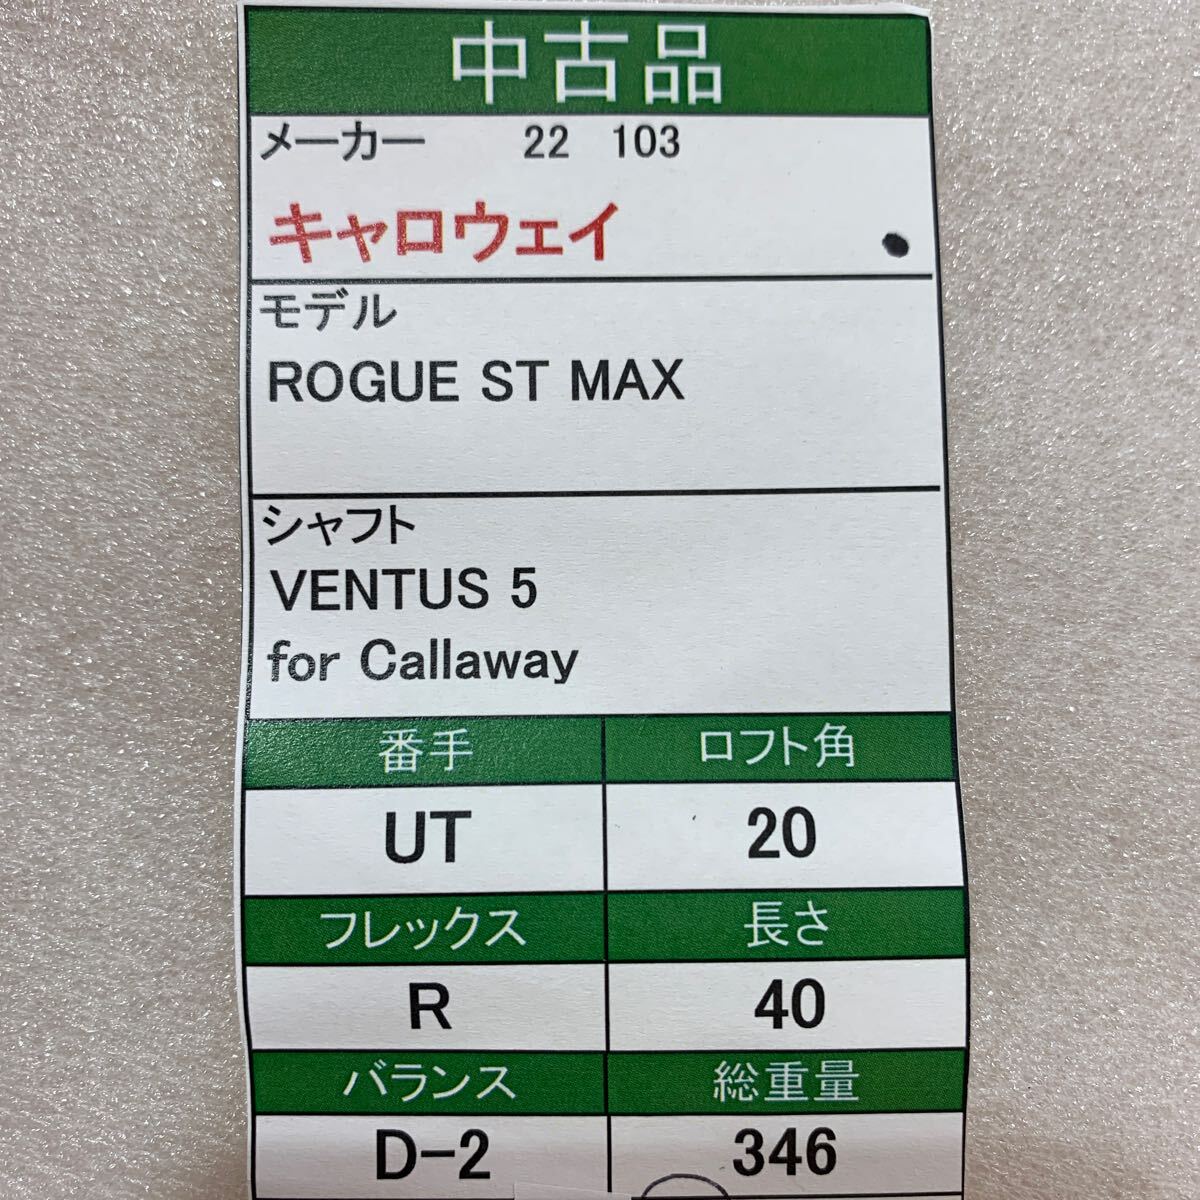 中古品
メーカー 22 103
キャロウェイ
モデル
ROGUE ST MAX
シャフト
VENTUS 5
for Callaway
番手 ロフト角
UT 20
フレックス 長さ
R 40
バランス 総重量
D-2 346